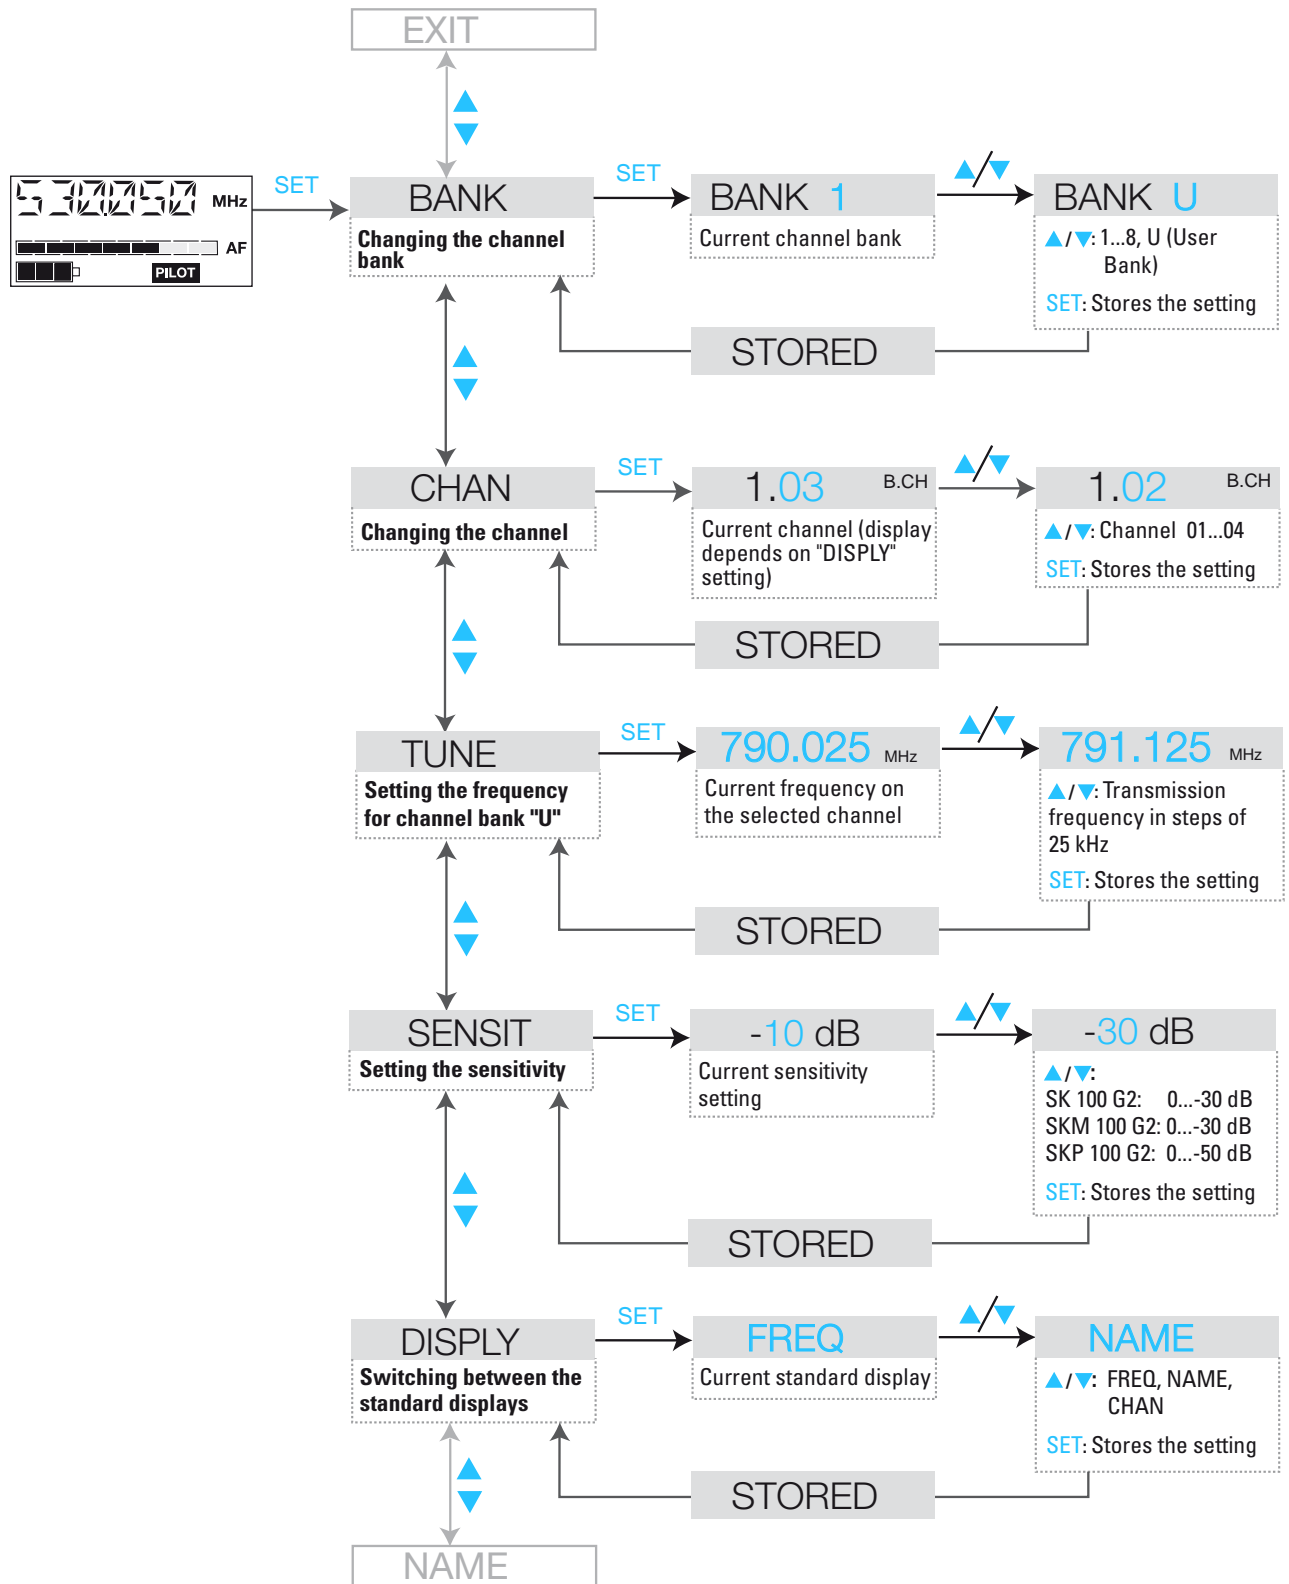 EXIT
530.050 MHz
AF
PILOT
SET
BANK
Changing the channel
bank
SET
BANK 1
Current channel bank
▲/▼
BANK U
▲/▼: 1...8, U (User
Bank)
SET: Stores the setting
STORED
CHAN
Changing the channel
SET
1.03 B.CH
Current channel (display
depends on "DISPLY"
setting)
▲/▼
1.02 B.CH
▲/▼: Channel 01...04
SET: Stores the setting
STORED
TUNE
Setting the frequency
for channel bank "U"
SET
790.025 MHz
Current frequency on
the selected channel
▲/▼
791.125 MHz
▲/▼: Transmission
frequency in steps of
25 kHz
SET: Stores the setting
STORED
SENSIT
Setting the sensitivity
SET
-10 dB
Current sensitivity
setting
▲/▼
-30 dB
▲/▼:
SK 100 G2: 0...-30 dB
SKM 100 G2: 0...-30 dB
SKP 100 G2: 0...-50 dB
SET: Stores the setting
STORED
DISPLY
Switching between the
standard displays
SET
FREQ
Current standard display
▲/▼
NAME
▲/▼: FREQ, NAME,
CHAN
SET: Stores the setting
STORED
NAME